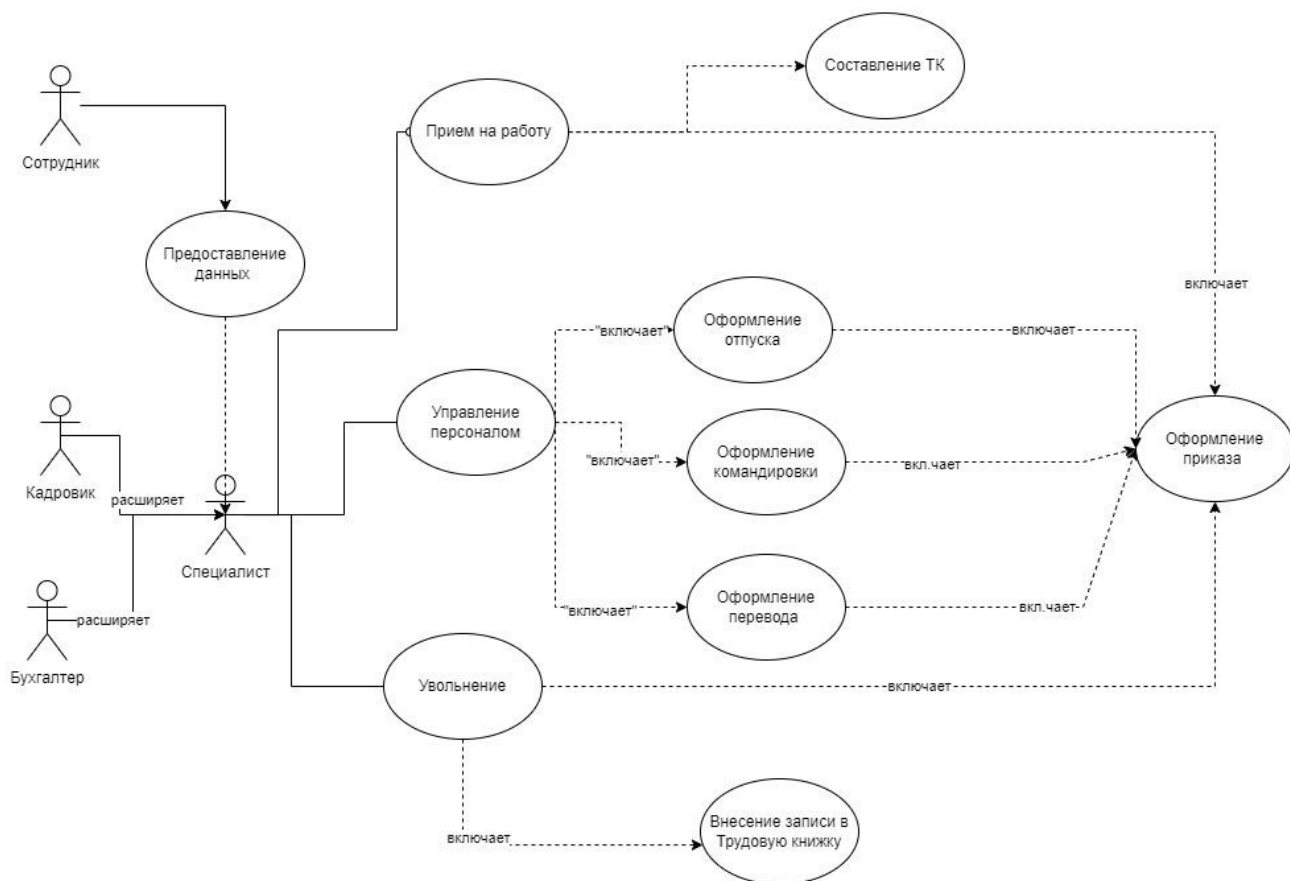 Составление ТК
Прием на работу
Сотрудник
Предоставление
данных
включает
"включает"
Оформление
отпуска
включает
Управление
персоналом
Оформление
приказа
"включает"
Оформление
командировки
вкл.чает
Кадровик
расширяет
Специалист
"включает"
Оформление
перевода
вкл.чает
расширяет
Бухгалтер
Увольнение
включает
включает
Внесение записи в
Трудовую книжку